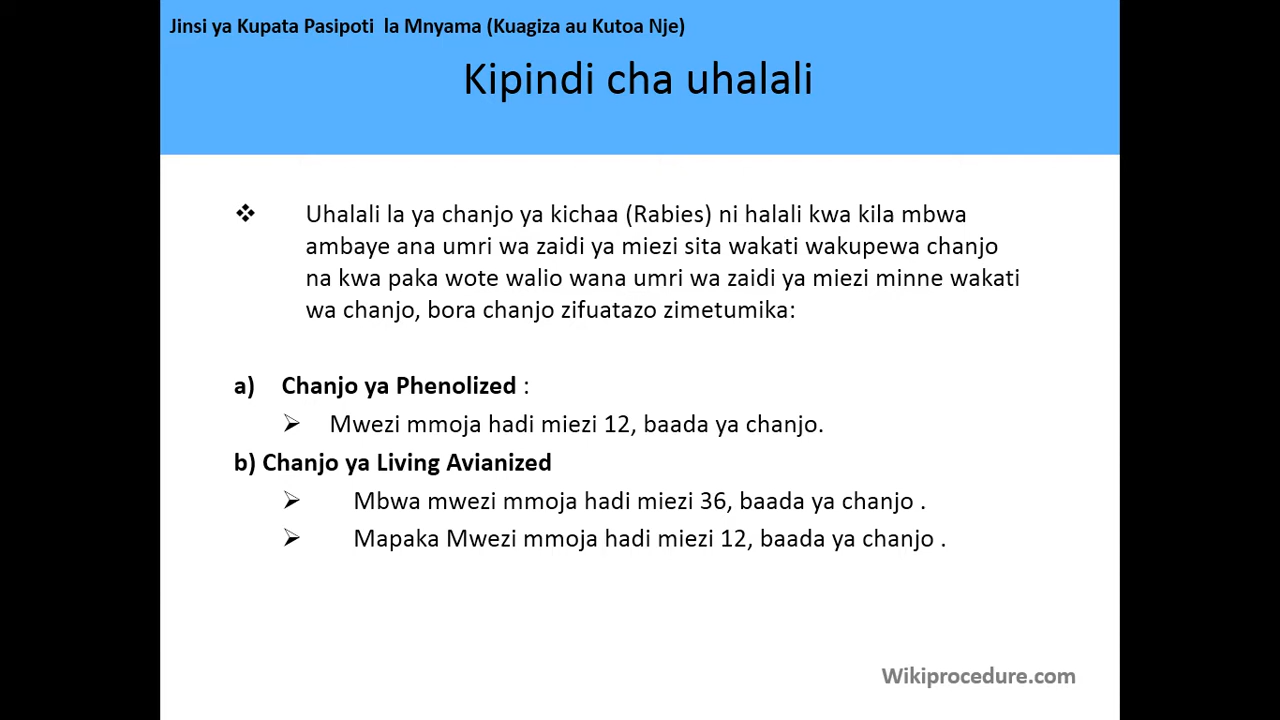 Jinsi ya Kupata Pasipoti la Mnyama (Kuagiza au Kutoa Nje)
Kipindi cha uhalali
❖ Uhalali la ya chanjo ya kichaa (Rabies) ni halali kwa kila mbwa
ambaye ana umri wa zaidi ya miezi sita wakati wakupewa chanjo
na kwa paka wote walio wana umri wa zaidi ya miezi minne wakati
wa chanjo, bora chanjo zifuatazo zimetumika:
a) Chanjo ya Phenolized :
➢ Mwezi mmoja hadi miezi 12, baada ya chanjo.
b) Chanjo ya Living Avianized
➢ Mbwa mwezi mmoja hadi miezi 36, baada ya chanjo .
➢ Mapaka Mwezi mmoja hadi miezi 12, baada ya chanjo .
Wikiprocedure.com